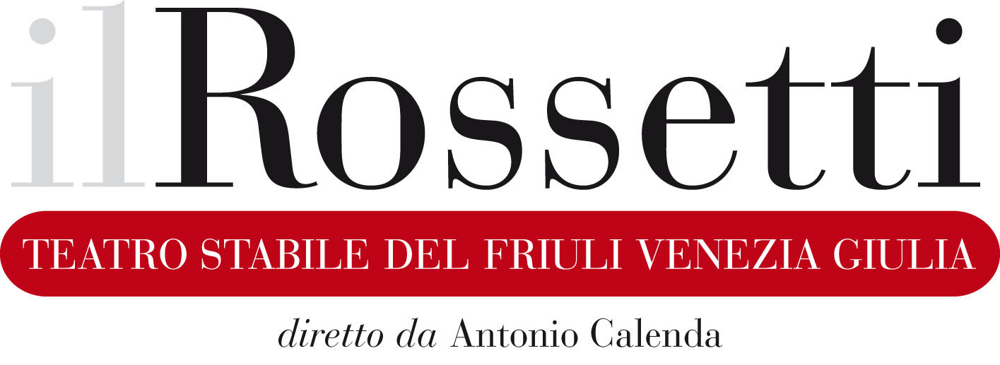 ilRossetti
TEATRO STABILE DEL FRIULI VENEZIA GIULIA
diretto da Antonio Calenda